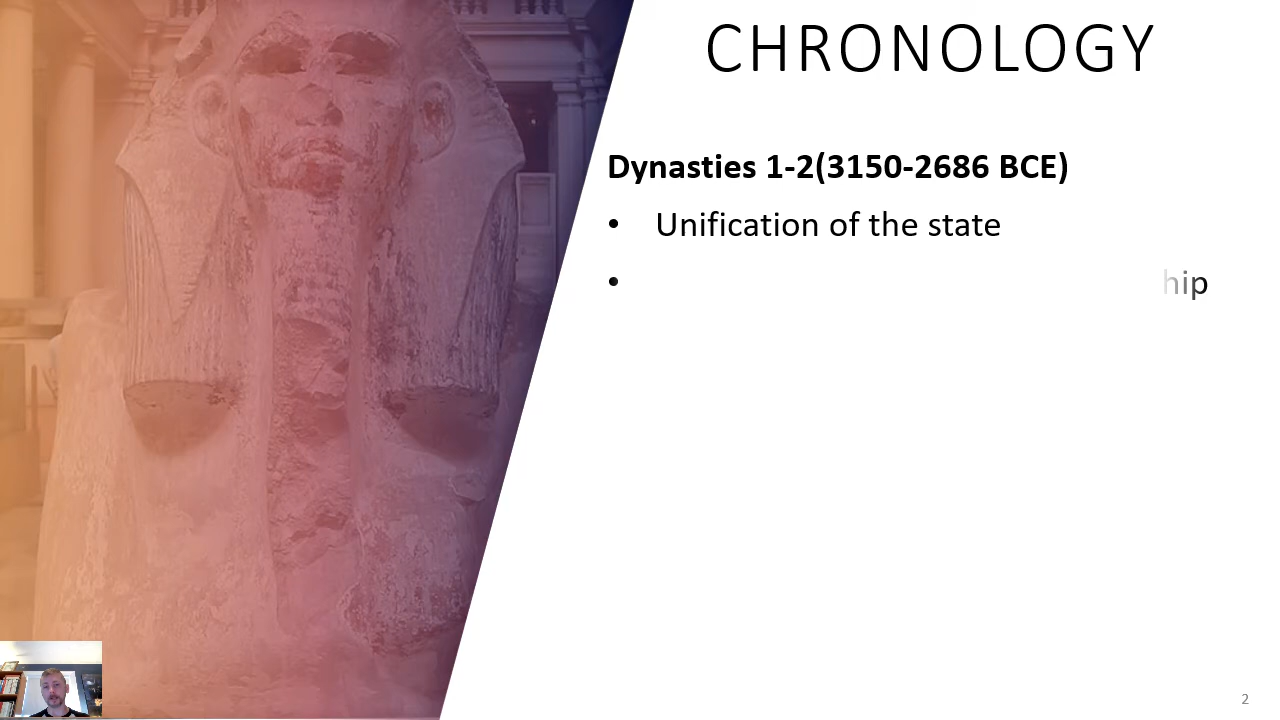 CHRONOLOGY
Dynasties 1-2(3150-2686 BCE)
• Unification of the state
• hip
2